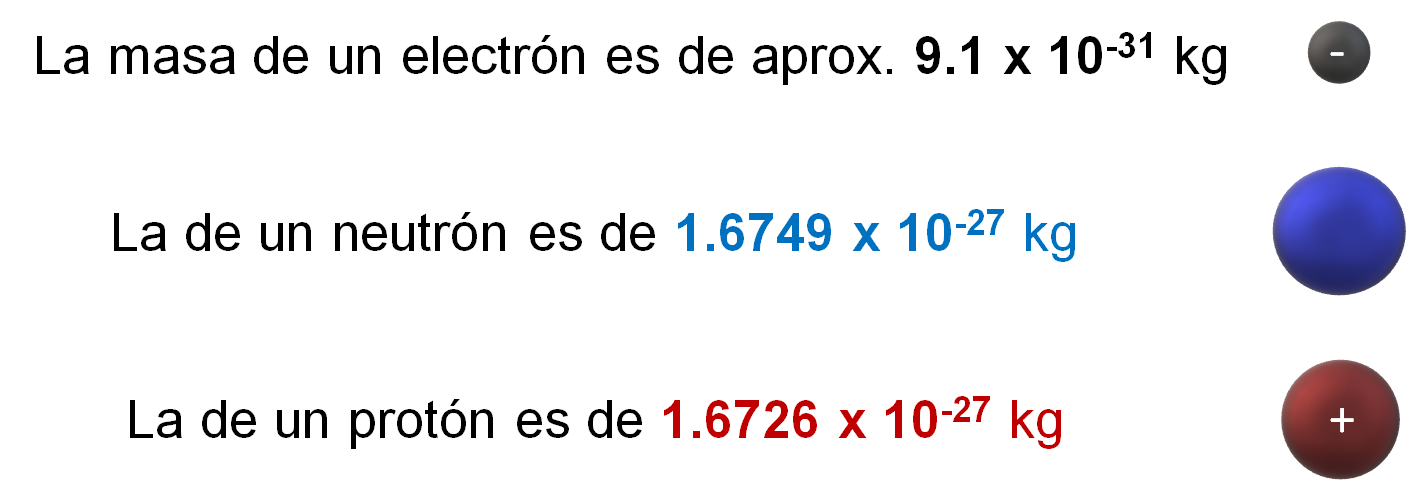 La masa de un electrón es de aprox. 9.1 x 10⁻³¹ kg -
La de un neutrón es de 1.6749 x 10⁻²⁷ kg
La de un protón es de 1.6726 x 10⁻²⁷ kg +